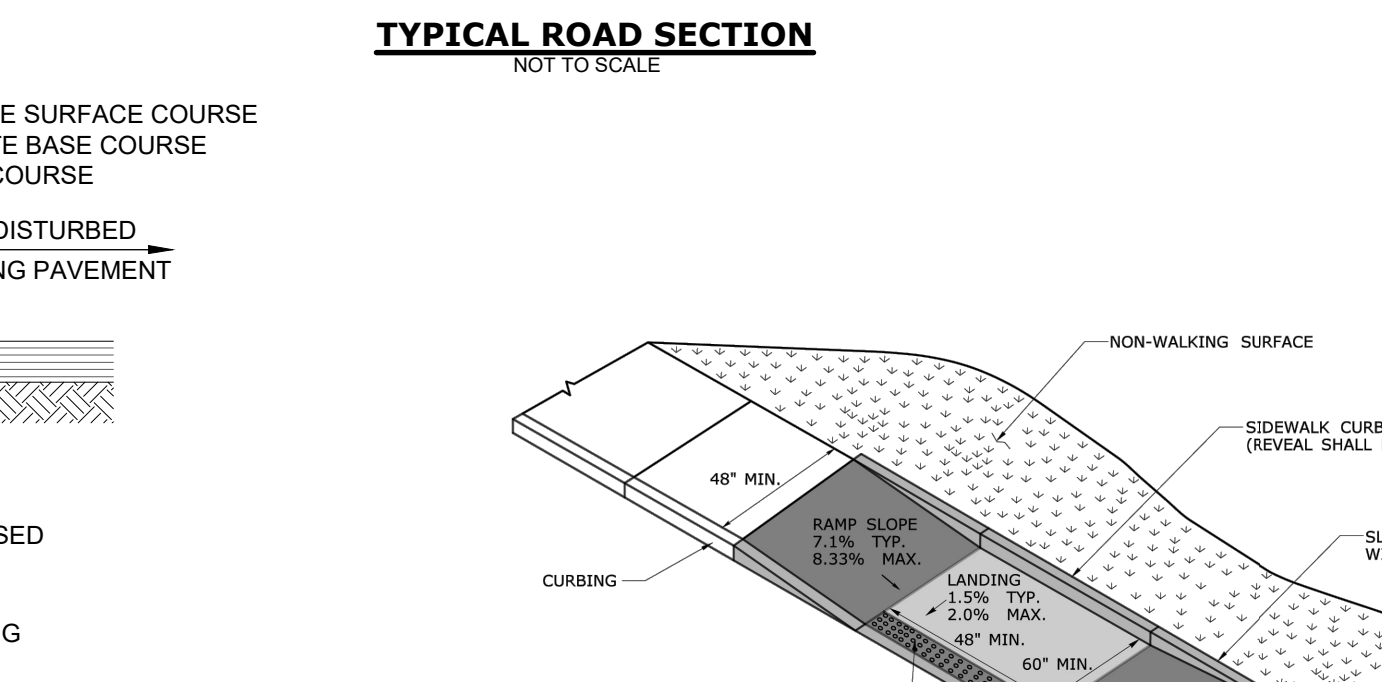 TYPICAL ROAD SECTION
NOT TO SCALE
E SURFACE COURSE
TE BASE COURSE
COURSE
DISTURBED
NG PAVEMENT
NON-WALKING SURFACE
SIDEWALK CURB
(REVEAL SHALL
48" MIN.
RAMP SLOPE
7.1% TYP.
8.33% MAX.
SED
SL
WI
CURBING
LANDING
1.5% TYP.
2.0% MAX.
48" MIN.
60" MIN.
G